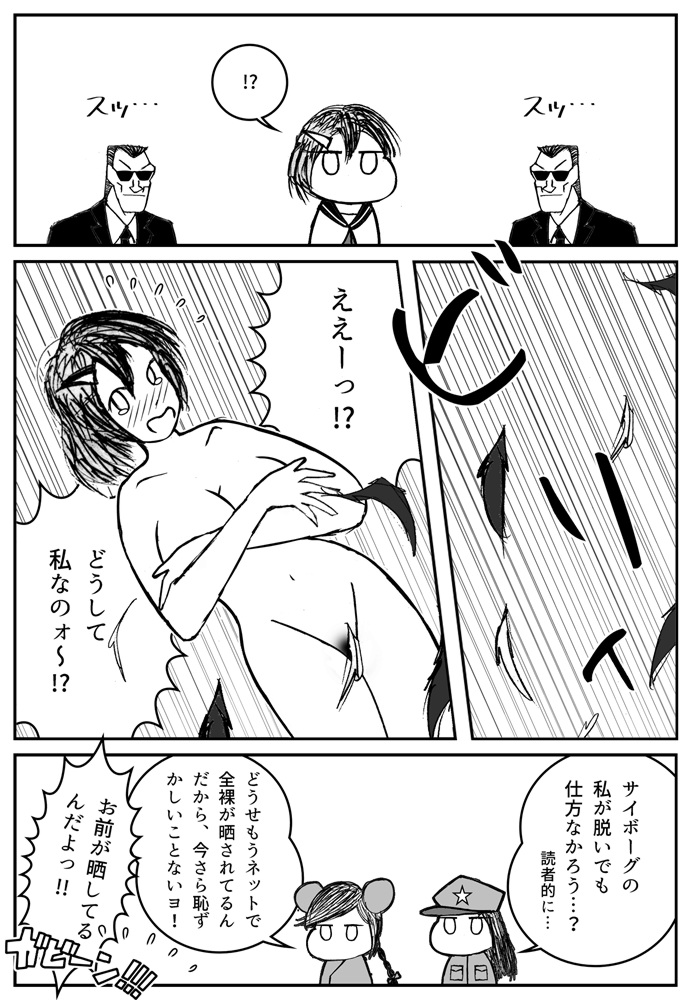 スッ･･･
!?
スッ･･･
ビリィ
ええーっ!?
どうして
私なのォ～!?
サイボーグの
私が脱いでも
仕方なかろう…？
読者的に…
どうせもうネットで
全裸が晒されてるん
だから、今さら恥ず
かしいことないヨ！
お前が晒してる
んだよっ!!
ガビーン!!!